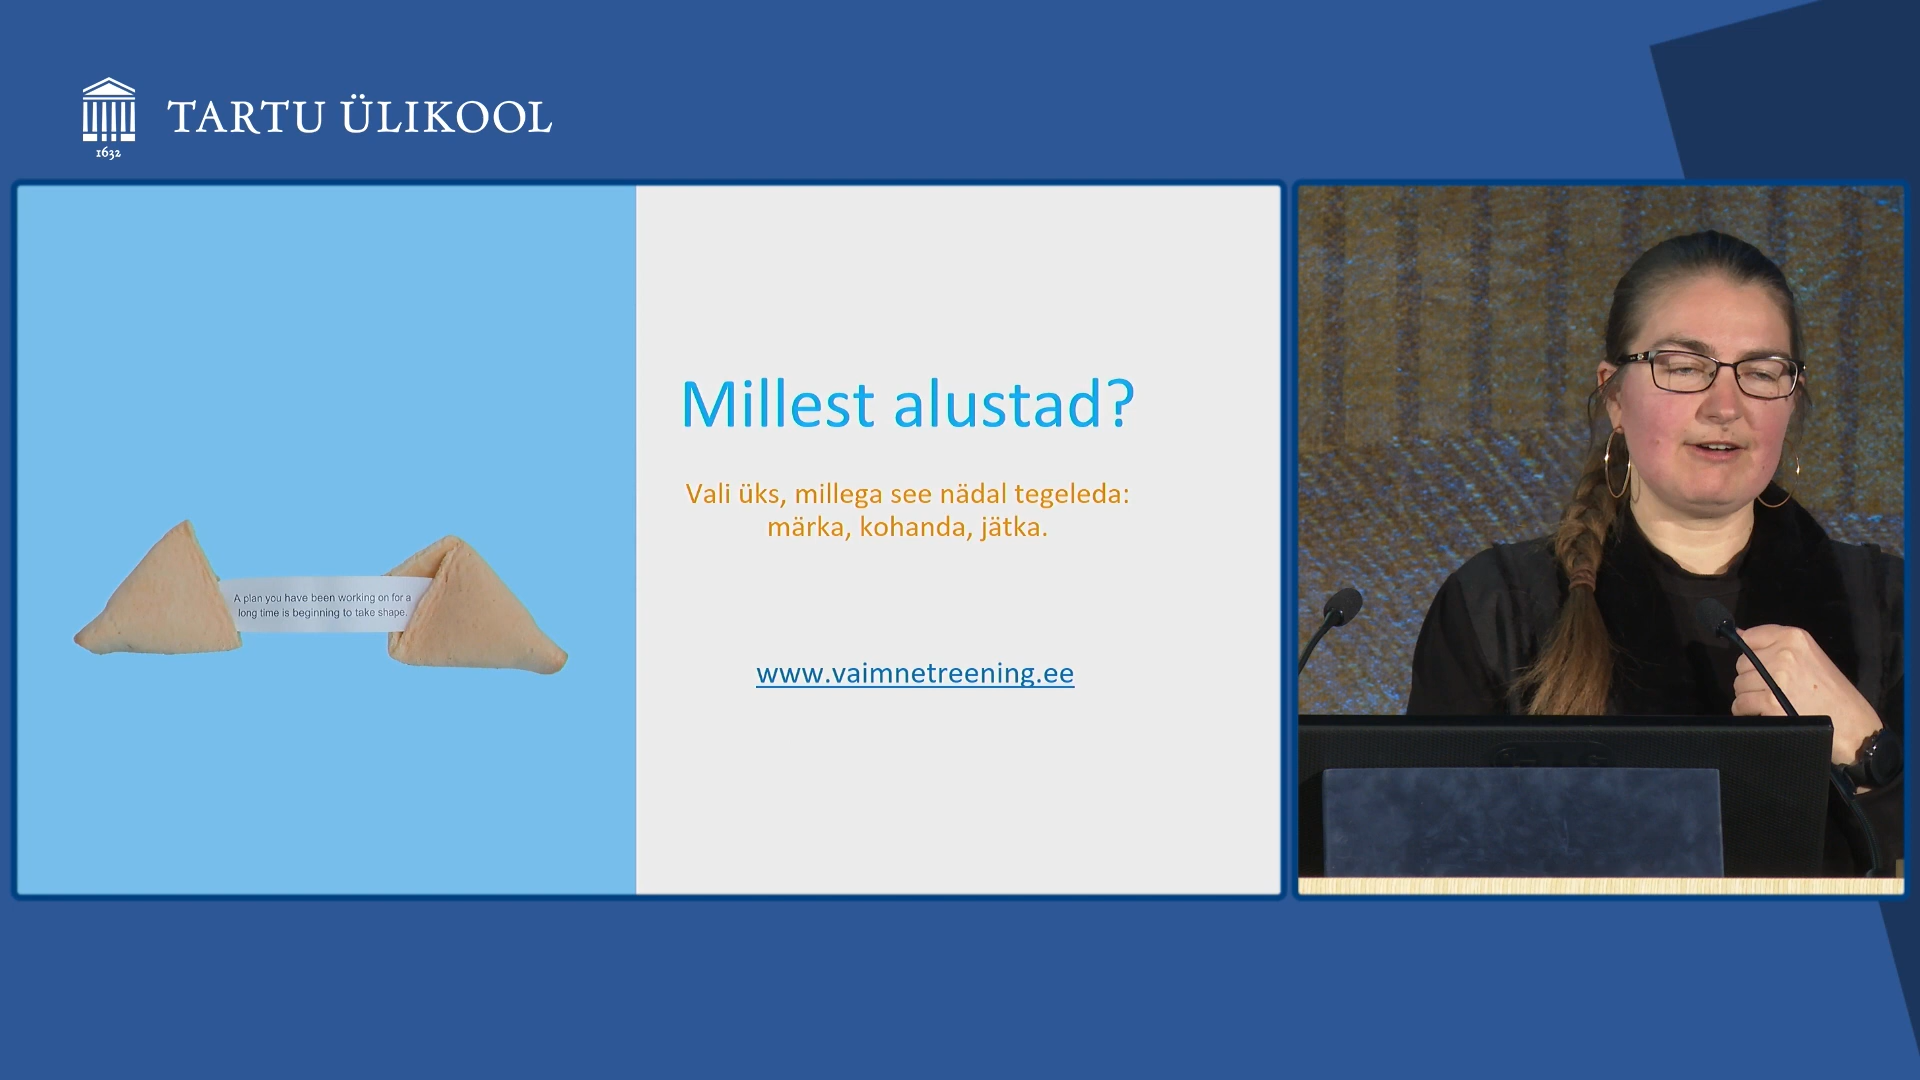 TARTU ÜLIKOOL
1632
A plan you have been working on for a
long time is beginning to take shape.
Millest alustad?
Vali üks, millega see nädal tegeleda:
märka, kohanda, jätka.
www.vaimnetreening.ee